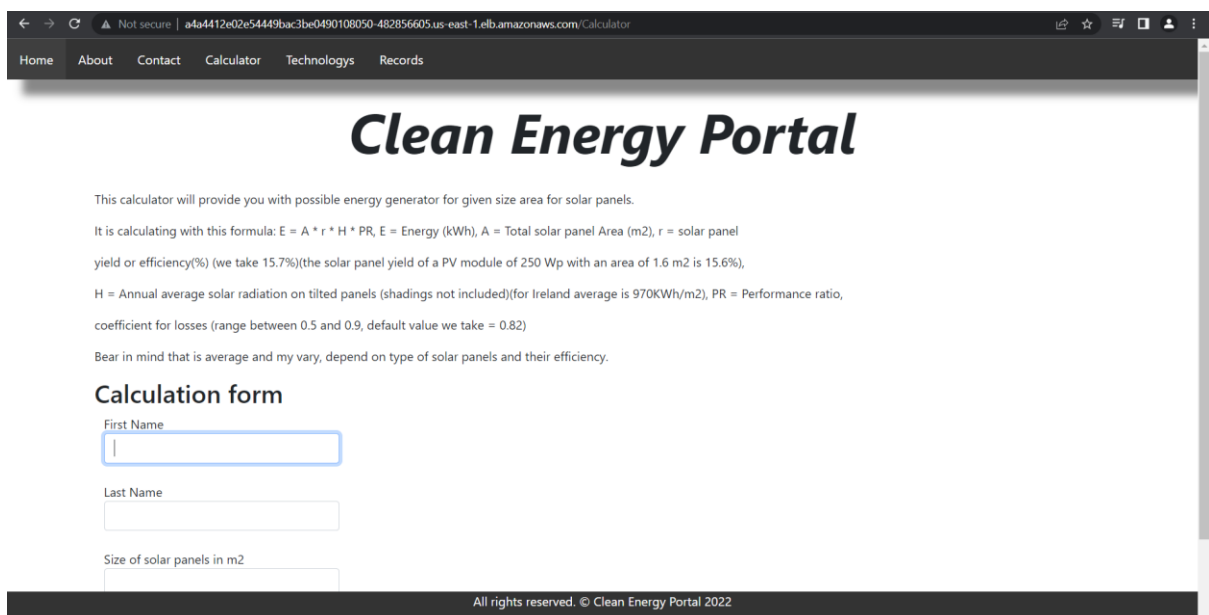 Not secure | a4a4412e02e54449bac3be0490108050-482856605.us-east-1.elb.amazonaws.com/Calculator
Home About Contact Calculator Technologys Records
Clean Energy Portal
This calculator will provide you with possible energy generator for given size area for solar panels.
It is calculating with this formula: E = A * r * H * PR, E = Energy (kWh), A = Total solar panel Area (m2), r = solar panel
yield or efficiency(%) (we take 15.7%)(the solar panel yield of a PV module of 250 Wp with an area of 1.6 m2 is 15.6%),
H = Annual average solar radiation on tilted panels (shadings not included)(for Ireland average is 970KWh/m2), PR = Performance ratio,
coefficient for losses (range between 0.5 and 0.9, default value we take = 0.82)
Bear in mind that is average and my vary, depend on type of solar panels and their efficiency.
Calculation form
First Name
Last Name
Size of solar panels in m2
All rights reserved. © Clean Energy Portal 2022